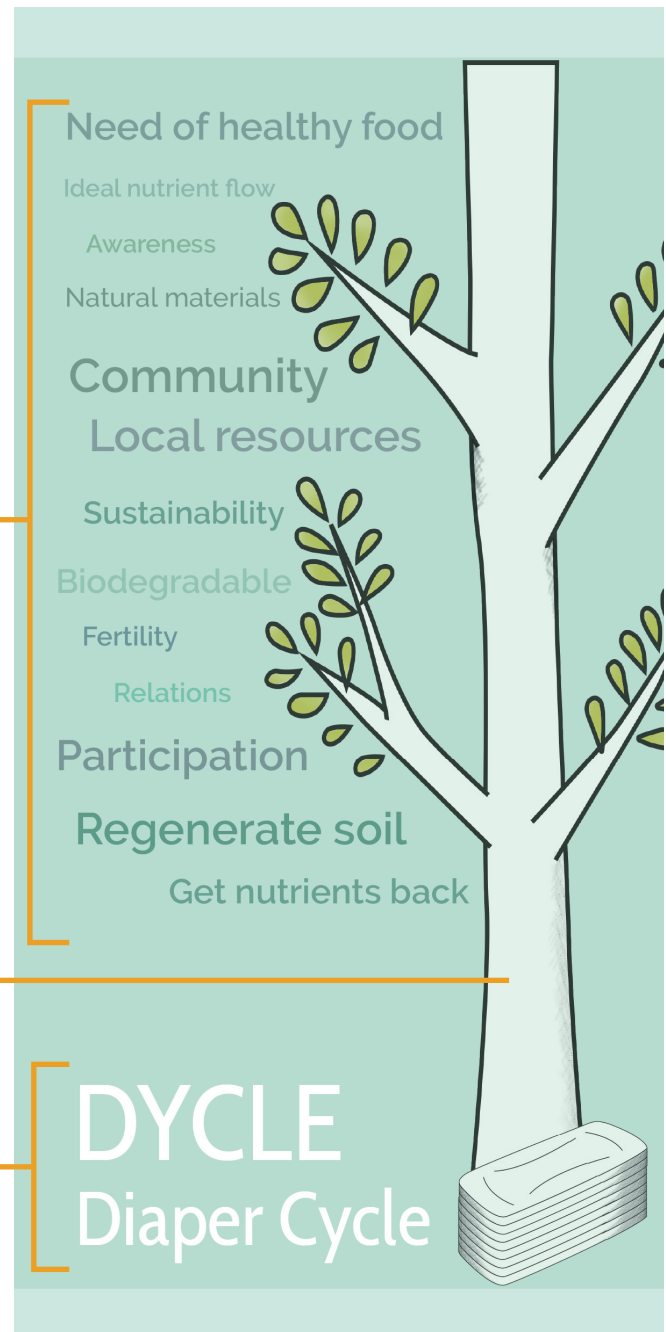 Need of healthy food
Ideal nutrient flow
Awareness
Natural materials
Community
Local resources
Sustainability
Biodegradable
Fertility
Relations
Participation
Regenerate soil
Get nutrients back
DYCLE
Diaper Cycle